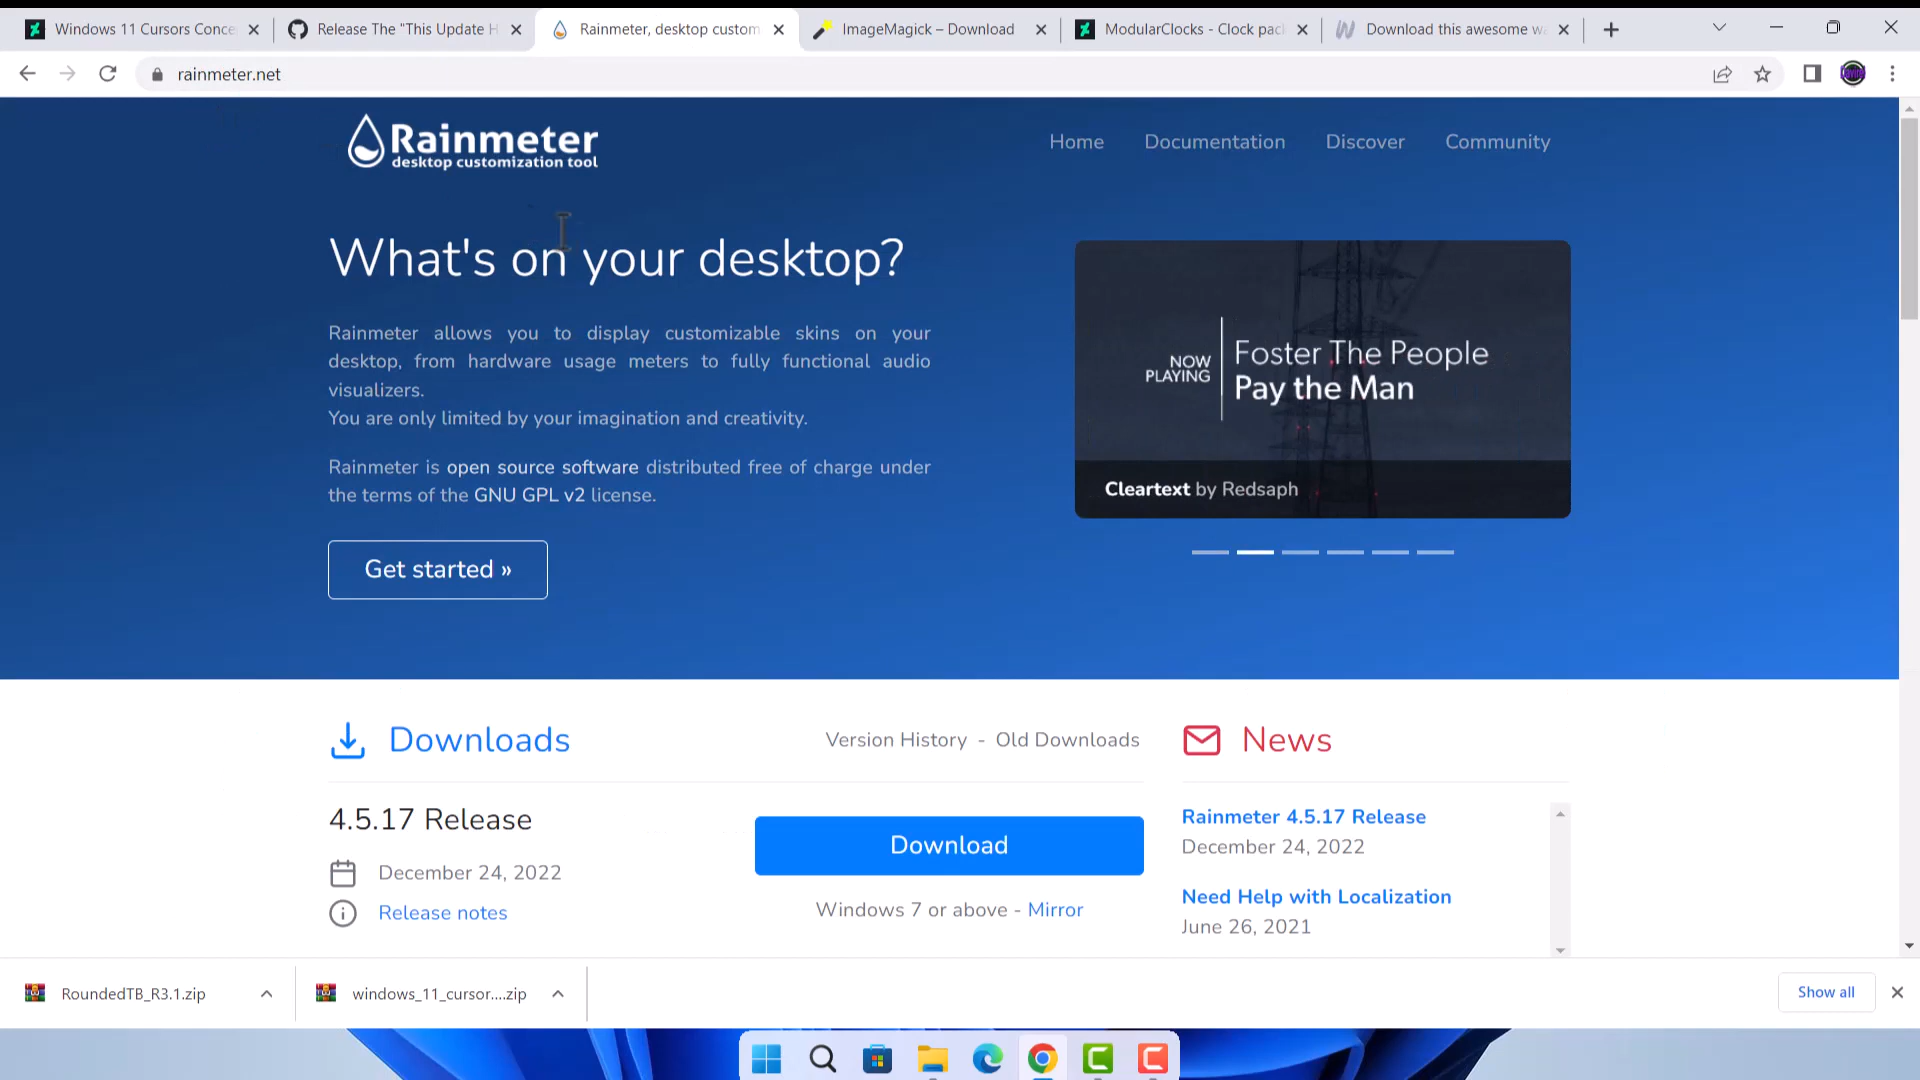 Windows 11 Cursors Conce
Release The "This Update H
Rainmeter, desktop custom
ImageMagick – Download
ModularClocks - Clock pack
Download this awesome wa
rainmeter.net
Rainmeter
desktop customization tool
Home
Documentation
Discover
Community
What's on your desktop?
Rainmeter allows you to display customizable skins on your
desktop, from hardware usage meters to fully functional audio
visualizers.
You are only limited by your imagination and creativity.
Rainmeter is open source software distributed free of charge under
the terms of the GNU GPL v2 license.
Get started »
NOW
PLAYING
Foster The People
Pay the Man
Cleartext by Redsaph
Downloads
Version History - Old Downloads
News
4.5.17 Release
December 24, 2022
Release notes
Download
Windows 7 or above - Mirror
Rainmeter 4.5.17 Release
December 24, 2022
Need Help with Localization
June 26, 2021
RoundedTB_R3.1.zip
windows_11_cursor....zip
Show all